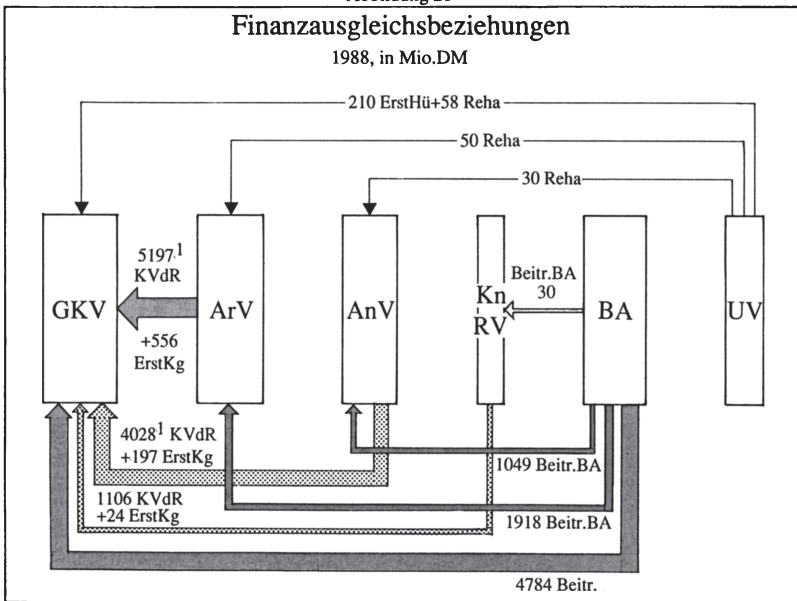 Finanzausgleichsbeziehungen
1988, in Mio.DM
210 ErstHü+58 Reha
50 Reha
30 Reha
5197.¹
KVdR
+556
ErstKg
GKV
ArV
AnV
Kn
RV
Beitr.BA
30
BA
UV
4028¹ KVdR
+197 ErstKg
1049 Beitr.BA
1106 KVdR
+24 ErstKg
1918 Beitr.BA
4784 Beitr.